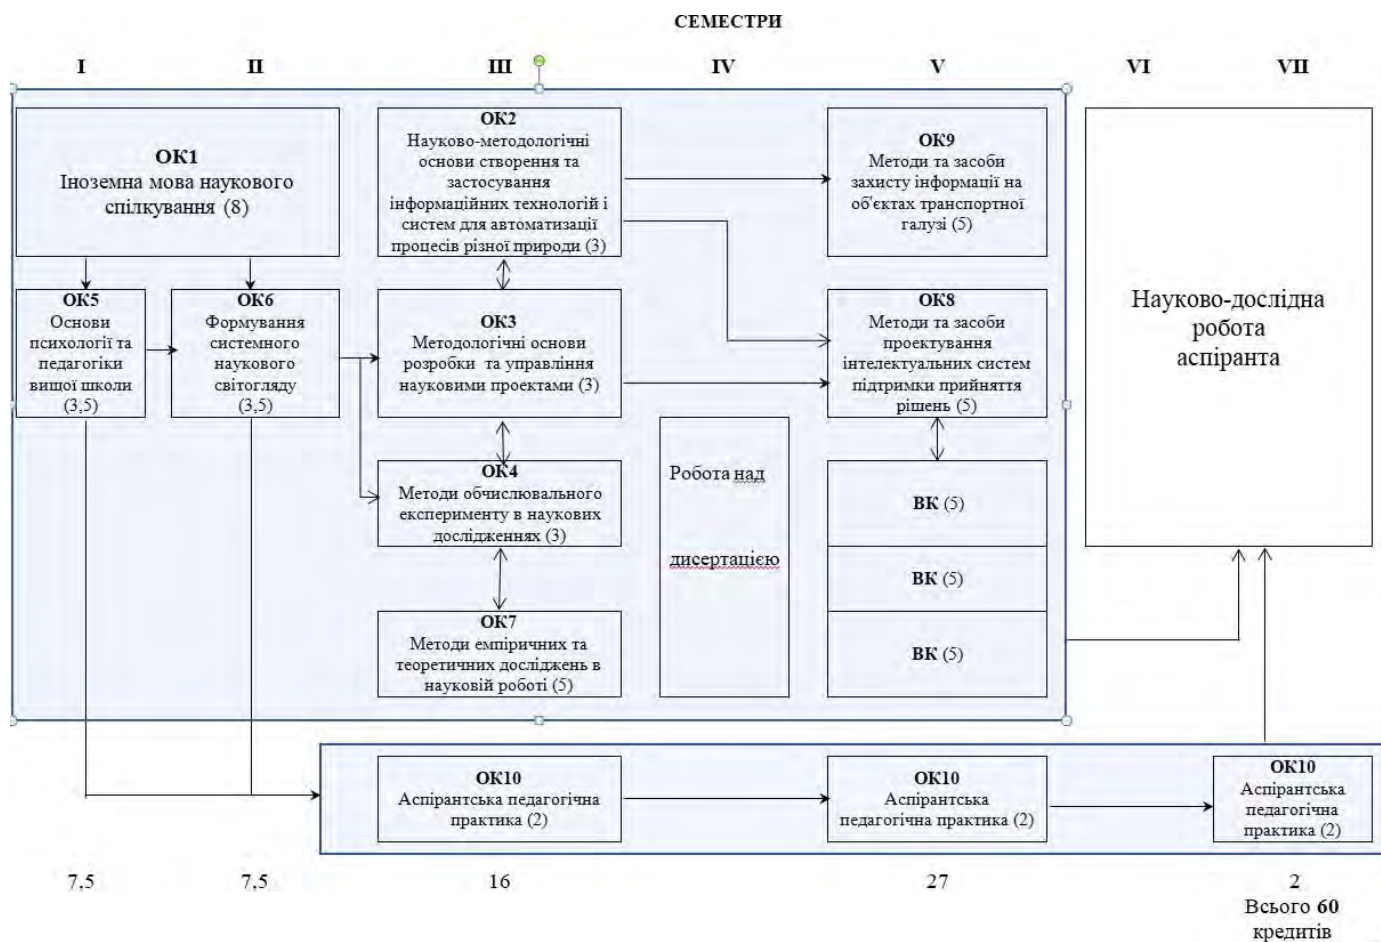 СЕМЕСТРИ
I
II
III
IV
V
VI
VII
ОК1
Іноземна мова наукового
спілкування (8)
ОК2
Науково-методологічні
основи створення та
застосування
інформаційних технологій і
систем для автоматизації
процесів різної природи (3)
ОК9
Методи та засоби
захисту інформації на
об'єктах транспортної
галузі (5)
Науково-дослідна
робота
аспіранта
ОК5
Основи
психології та
педагогіки
вищої школи
(3,5)
ОК6
Формування
системного
наукового
світогляду
(3,5)
ОК3
Методологічні основи
розробки та управління
науковими проектами (3)
ОК8
Методи та засоби
проектування
інтелектуальних систем
підтримки прийняття
рішень (5)
ОК4
Методи обчислювального
експерименту в наукових
дослідженнях (3)
Робота над
дисертацією
ВК (5)
ВК (5)
ВК (5)
ОК7
Методи емпіричних та
теоретичних досліджень в
науковій роботі (5)
ОК10
Аспірантська педагогічна
практика (2)
ОК10
Аспірантська
педагогічна практика (2)
ОК10
Аспірантська
педагогічна
практика (2)
7,5
7,5
16
27
2
Всього 60
кредитів